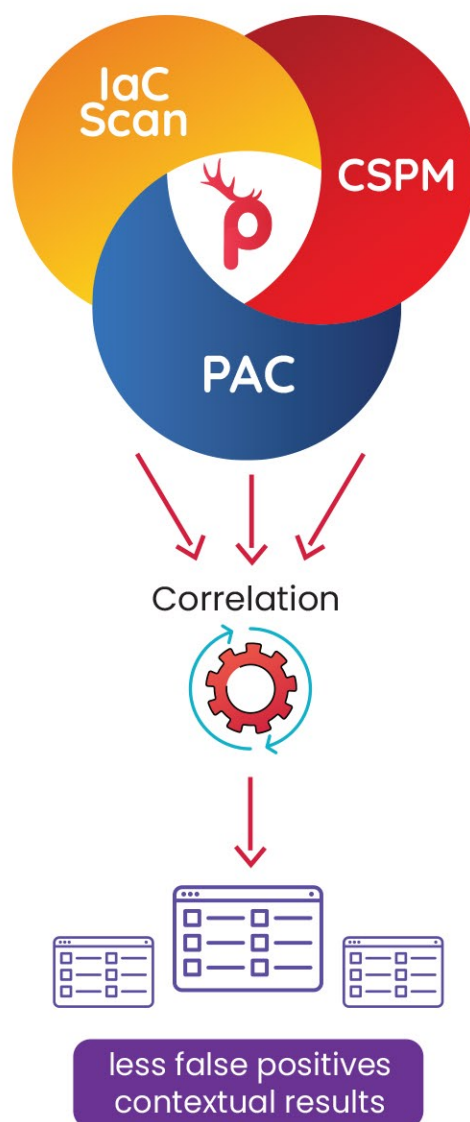 IaC
Scan
CSPM
p
PAC
Correlation
less false positives
contextual results